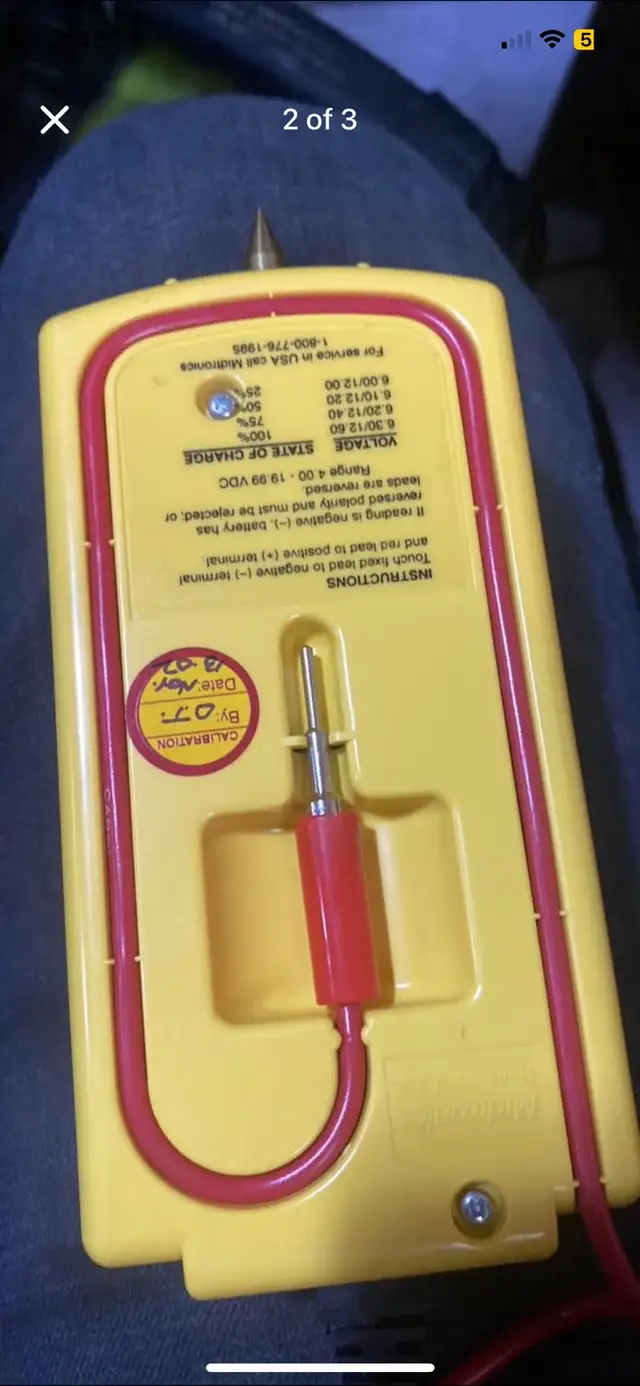 5
2 of 3
CALIBRATION
By: O.T.
Date: Nov.
INSTRUCTIONS
Touch fixed lead to negative (–) terminal
and red lead to positive (+) terminal
If reading is negative (–), battery has
reversed polarity and must be rejected, or
leads are reversed.
Range 4.00 - 19.99 VDC
VOLTAGE STATE OF CHARGE
6.30/12.60 100%
6.20/12.40 75%
6.10/12.20 50%
6.00/12.00 25%
For service in USA call Midtronics
1-800-776-1995